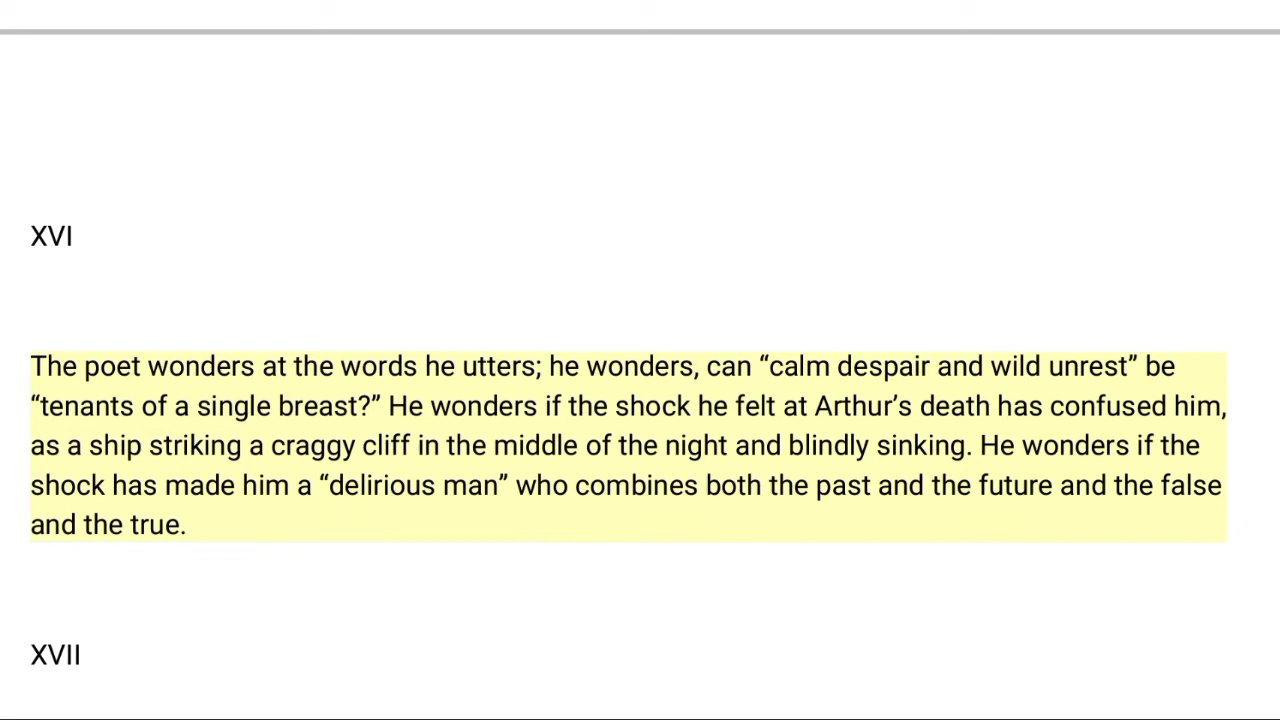 XVI
The poet wonders at the words he utters; he wonders, can “calm despair and wild unrest” be
“tenants of a single breast?” He wonders if the shock he felt at Arthur’s death has confused him,
as a ship striking a craggy cliff in the middle of the night and blindly sinking. He wonders if the
shock has made him a “delirious man” who combines both the past and the future and the false
and the true.
XVII